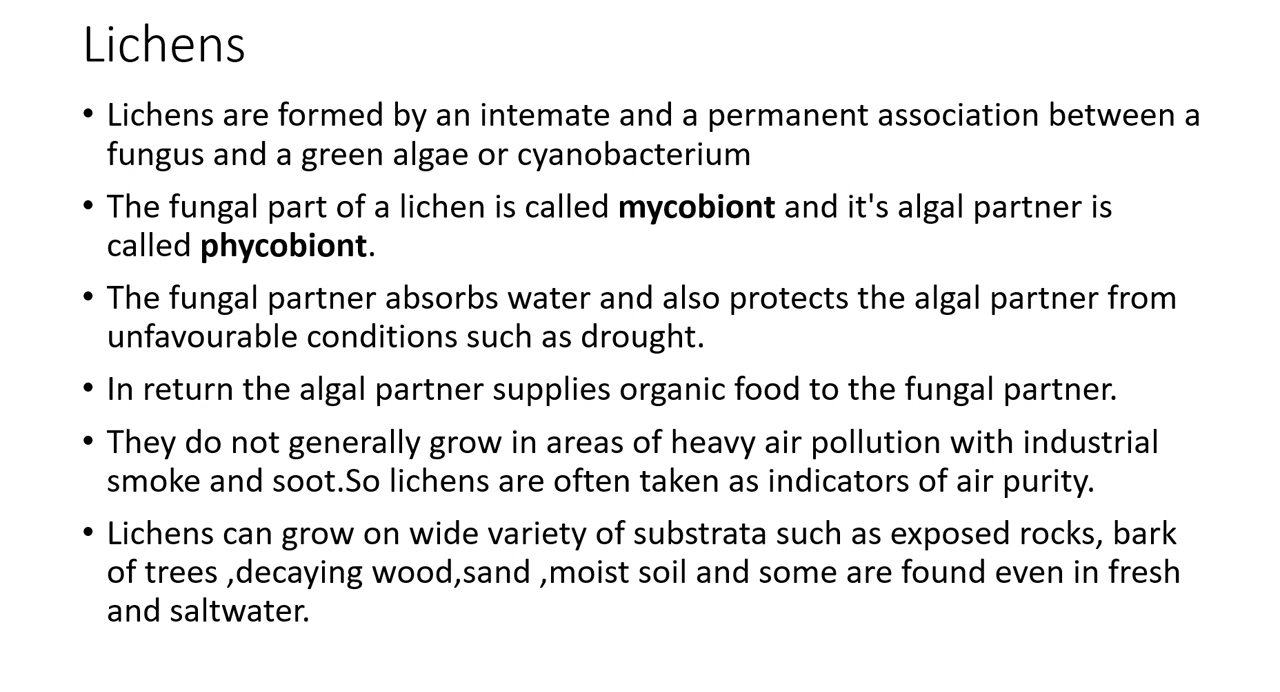 Lichens
• Lichens are formed by an intemate and a permanent association between a
fungus and a green algae or cyanobacterium
• The fungal part of a lichen is called mycobiont and it's algal partner is
called phycobiont.
• The fungal partner absorbs water and also protects the algal partner from
unfavourable conditions such as drought.
• In return the algal partner supplies organic food to the fungal partner.
• They do not generally grow in areas of heavy air pollution with industrial
smoke and soot.So lichens are often taken as indicators of air purity.
• Lichens can grow on wide variety of substrata such as exposed rocks, bark
of trees ,decaying wood,sand ,moist soil and some are found even in fresh
and saltwater.